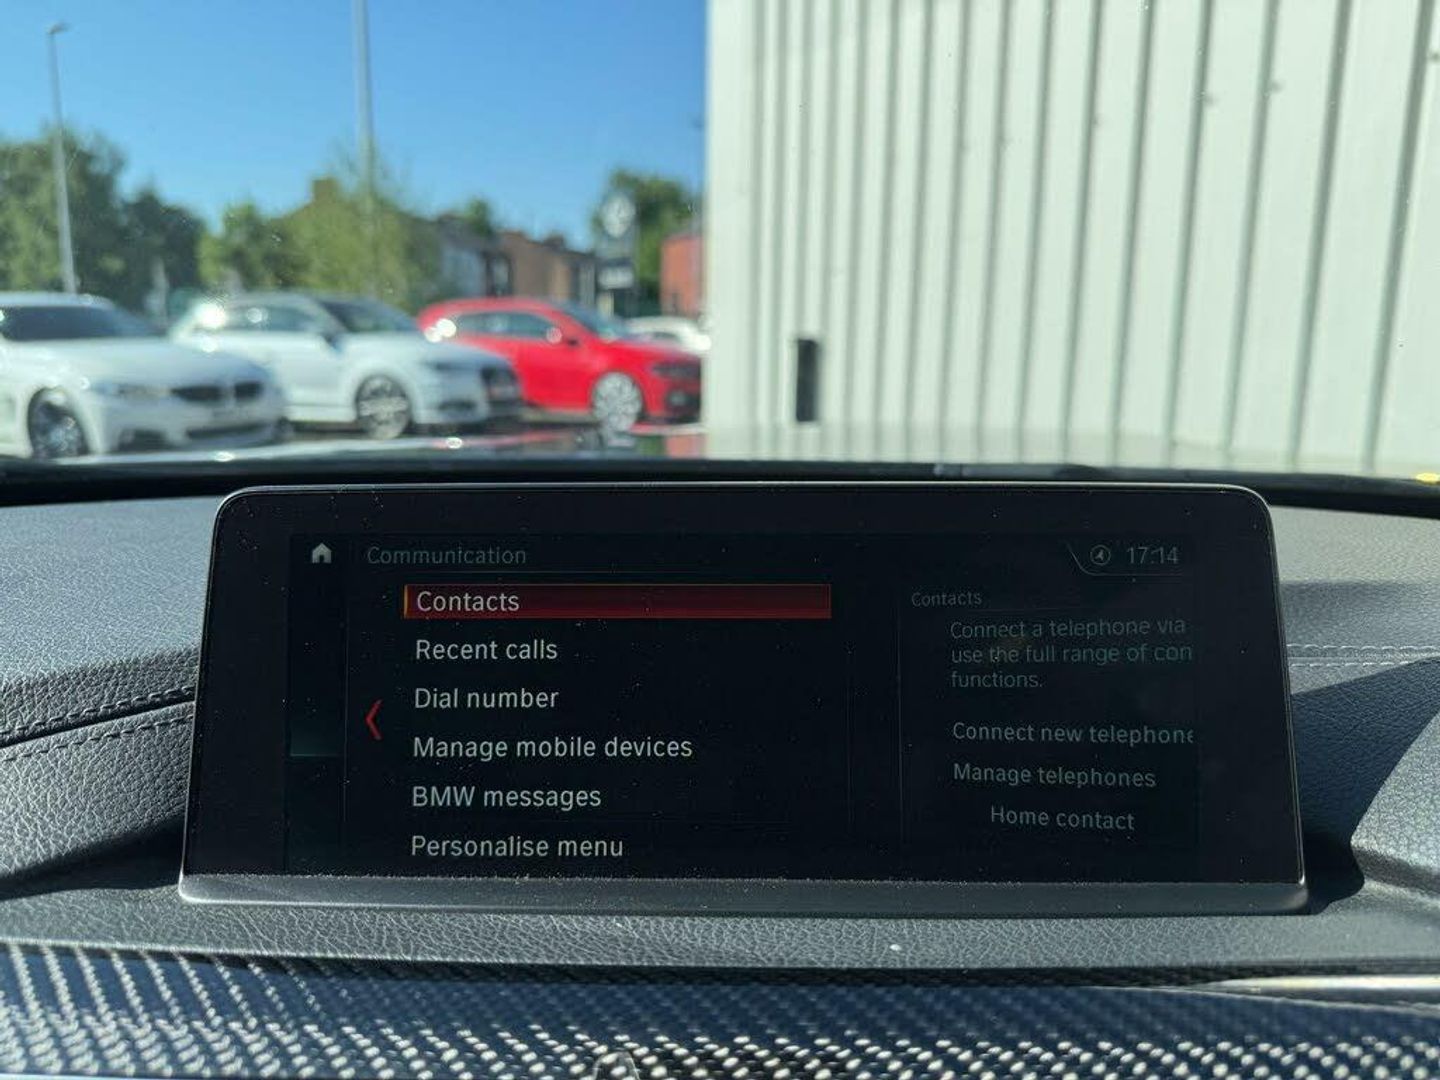 Communication
17:14
Contacts
Recent calls
Dial number
Manage mobile devices
BMW messages
Personalise menu
Contacts
Connect a telephone via
use the full range of con
functions.
Connect new telephone
Manage telephones
Home contact